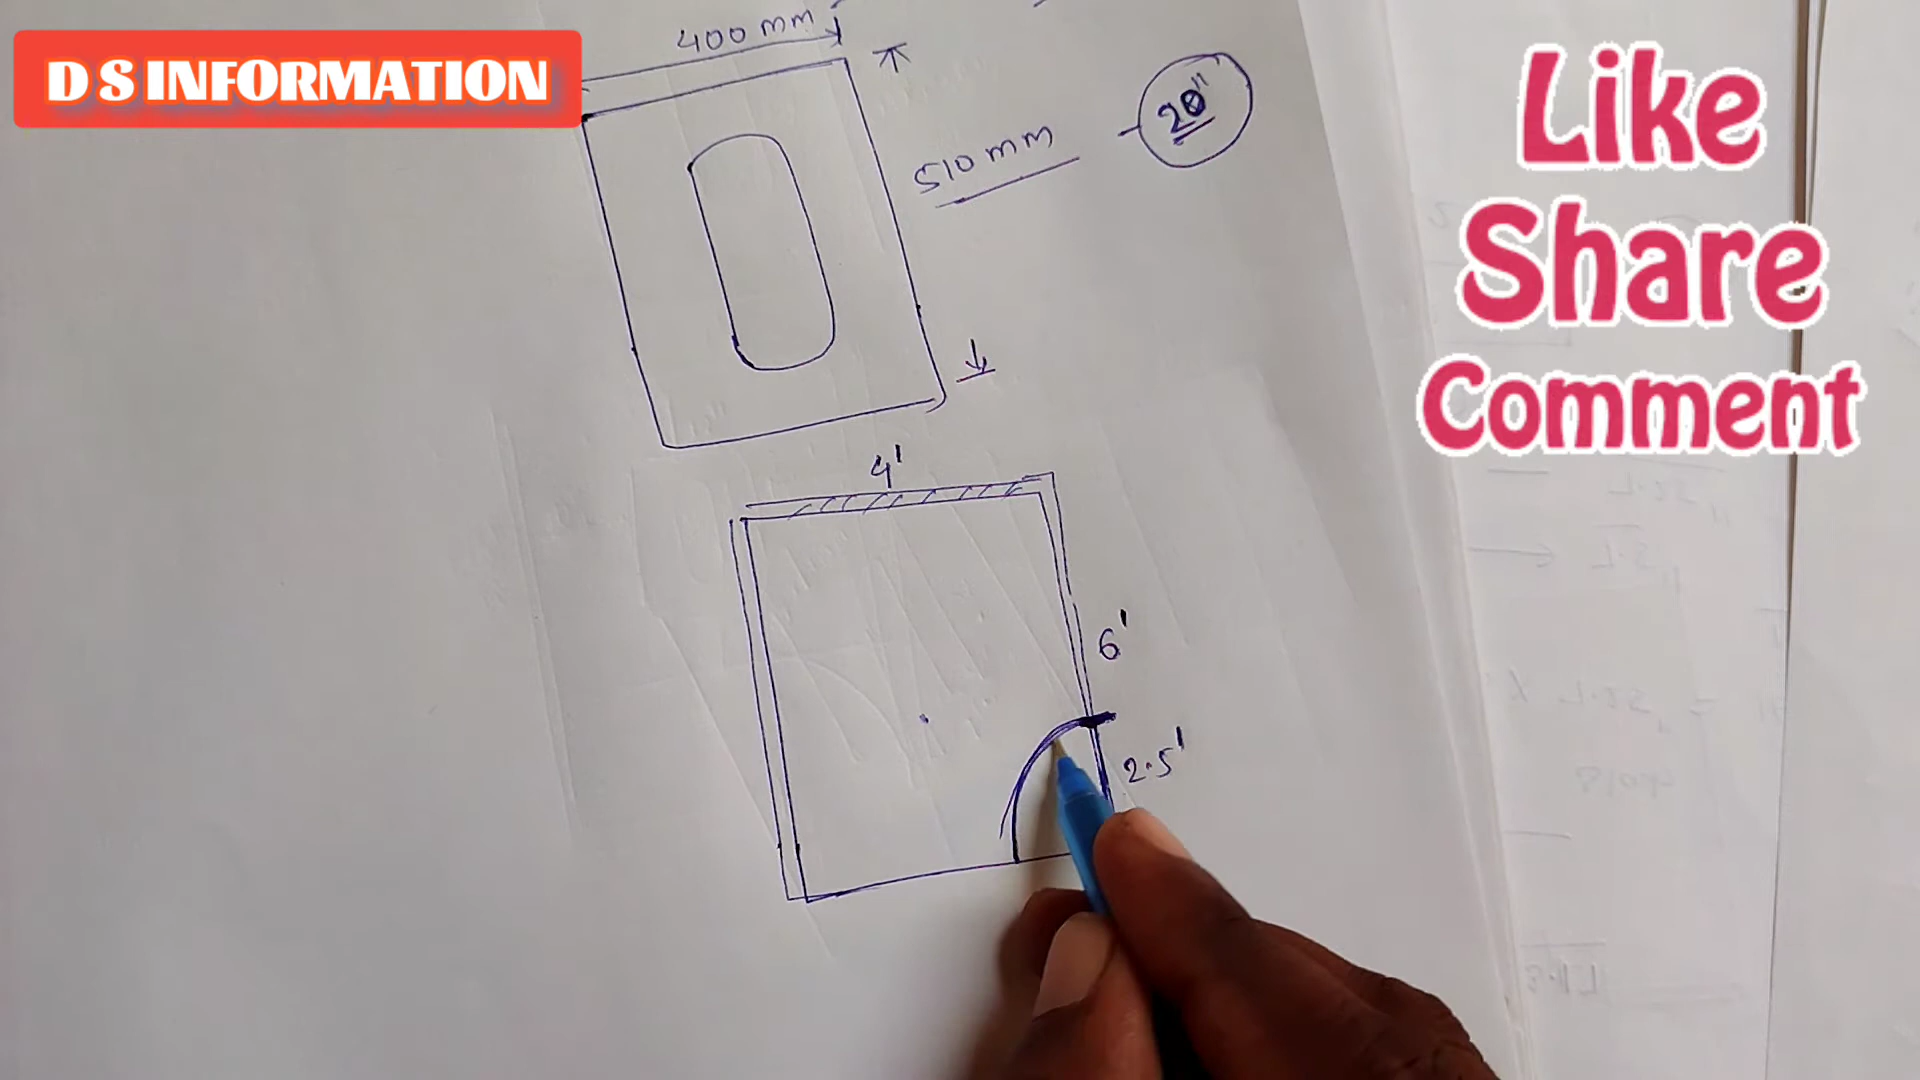 400 mm
D S INFORMATION
510 mm
20"
Like
Share
Comment
4'
6'
2.5'